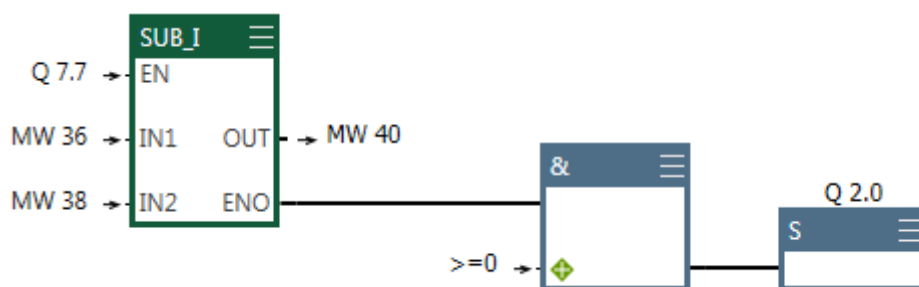 SUB_I
Q 7.7 EN
MW 36 IN1 OUT MW 40
MW 38 IN2 ENO
&
>=0
Q 2.0
S